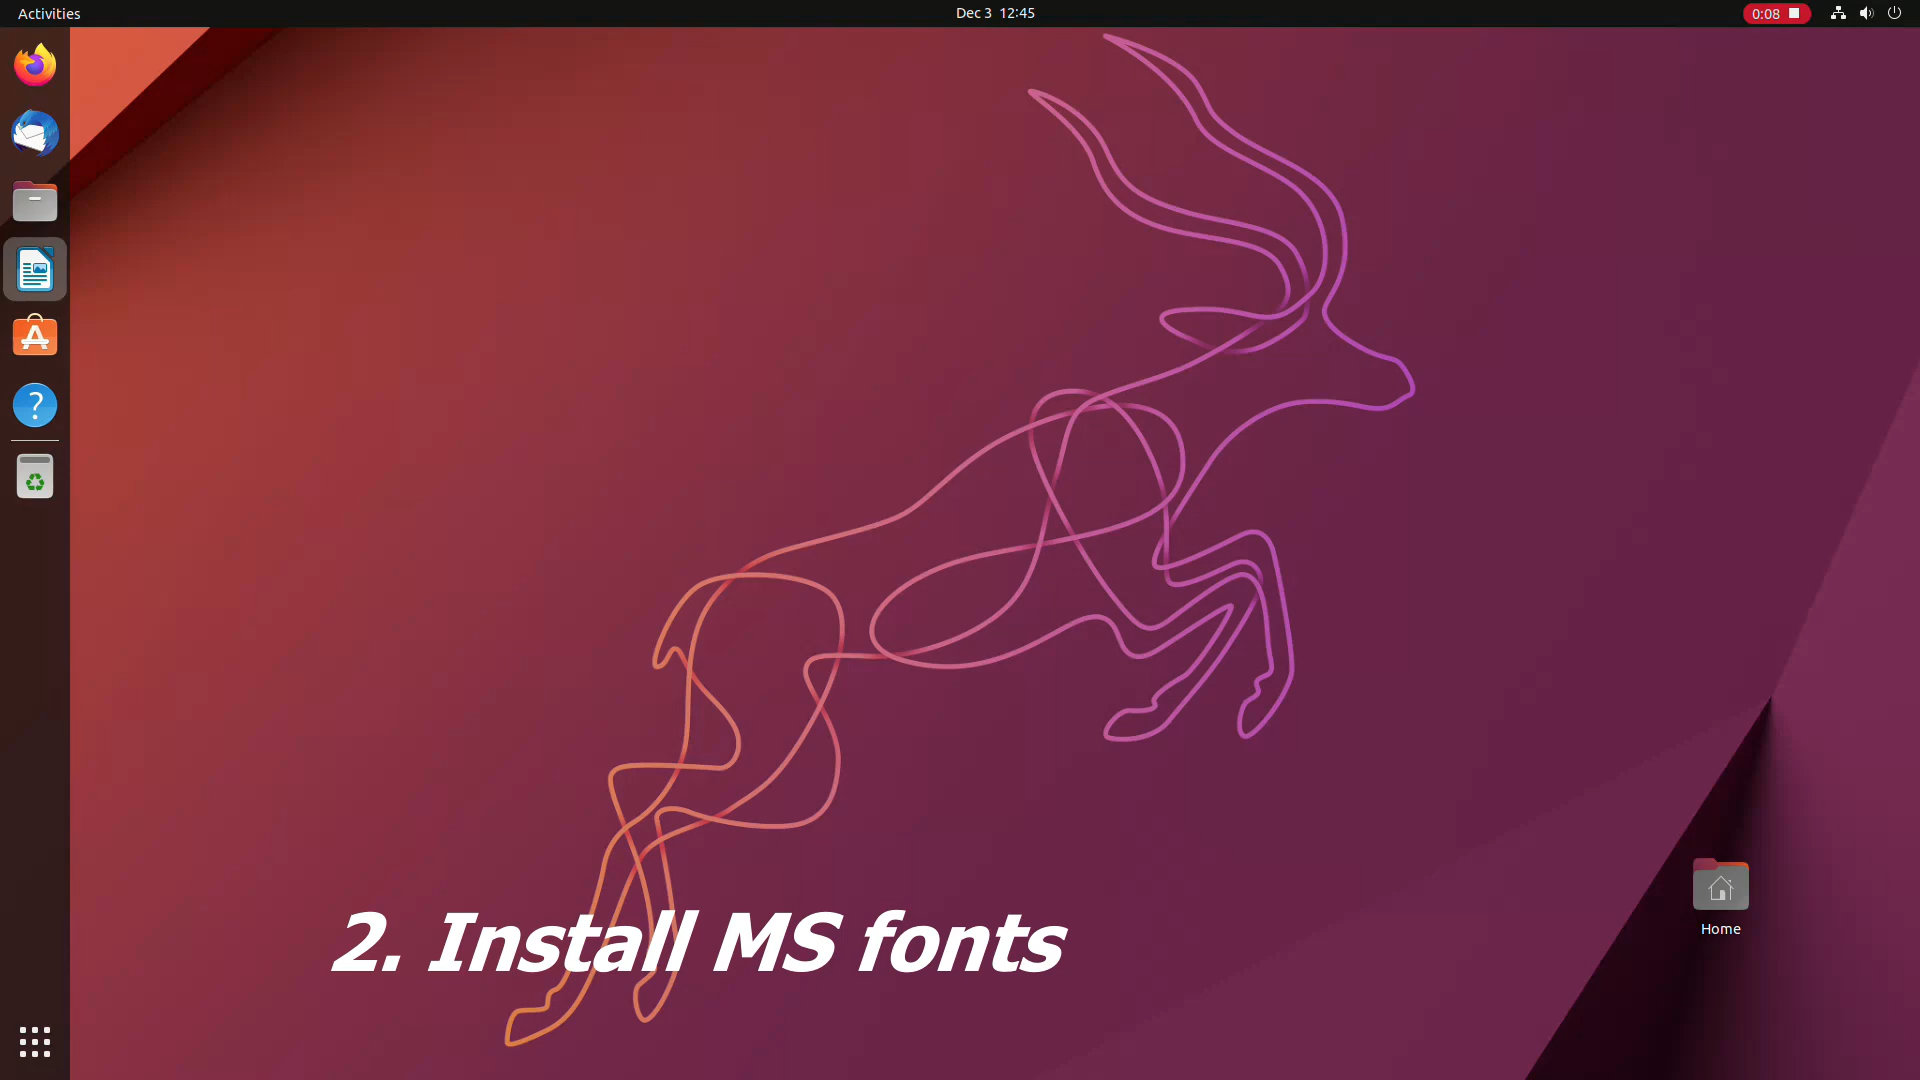 Activities
Dec 3 12:45
0:08
?
Home
2. Install MS fonts